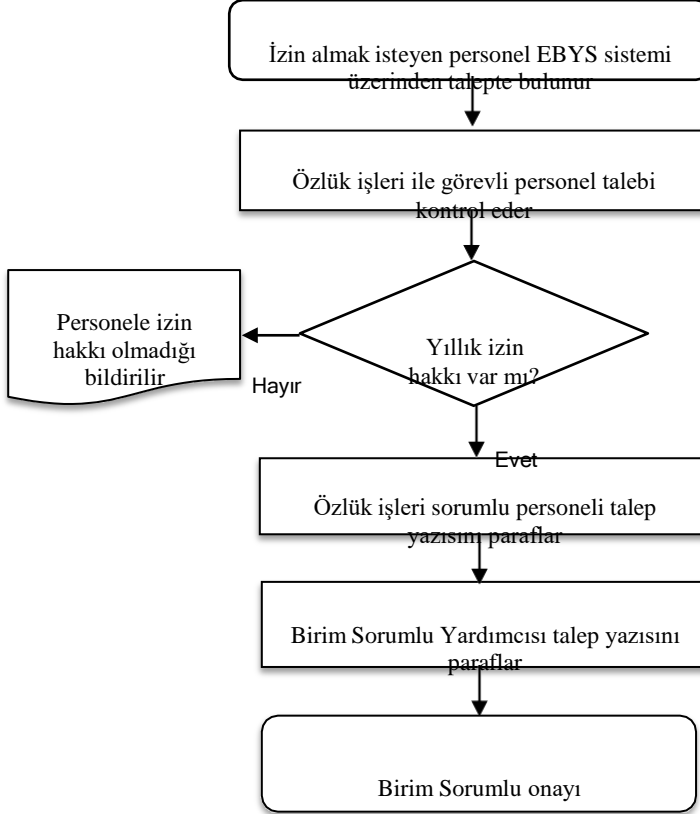 İzin almak isteyen personel EBYS sistemi
üzerinden talepte bulunur
Özlük işleri ile görevli personel talebi
kontrol eder
Yıllık izin
hakkı var mı?
Personele izin
hakkı olmadığı
bildirilir
Hayır
Evet
Özlük işleri sorumlu personeli talep
yazısını paraflar
Birim Sorumlu Yardımcısı talep yazısını
paraflar
Birim Sorumlu onayı